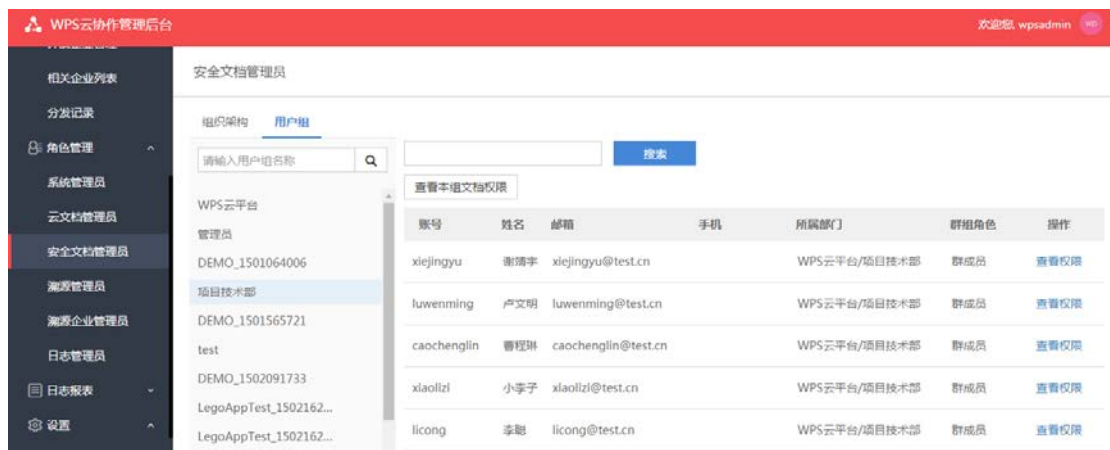 WPS云协作管理后台
欢迎您, wpsadmin
相关企业列表
分发记录
角色管理
系统管理员
云文档管理员
安全文档管理员
溯源管理员
溯源企业管理员
日志管理员
日志报表
设置
安全文档管理员
组织架构 用户组
请输入用户组名称
WPS云平台
管理员
DEMO_1501064006
项目技术部
DEMO_1501565721
test
DEMO_1502091733
LegoAppTest_1502162...
LegoAppTest_1502162...
搜索
查看本组文档权限
账号 姓名 邮箱 手机 所属部门 群组角色 操作
xiejingyu 谢靖宇 xiejingyu@test.cn WPS云平台/项目技术部 群成员 查看权限
luwenming 卢文明 luwenming@test.cn WPS云平台/项目技术部 群成员 查看权限
caochenglin 曹程琳 caochenglin@test.cn WPS云平台/项目技术部 群成员 查看权限
xiaolizi 小李子 xiaolizi@test.cn WPS云平台/项目技术部 群成员 查看权限
licong 李聪 licong@test.cn WPS云平台/项目技术部 群成员 查看权限